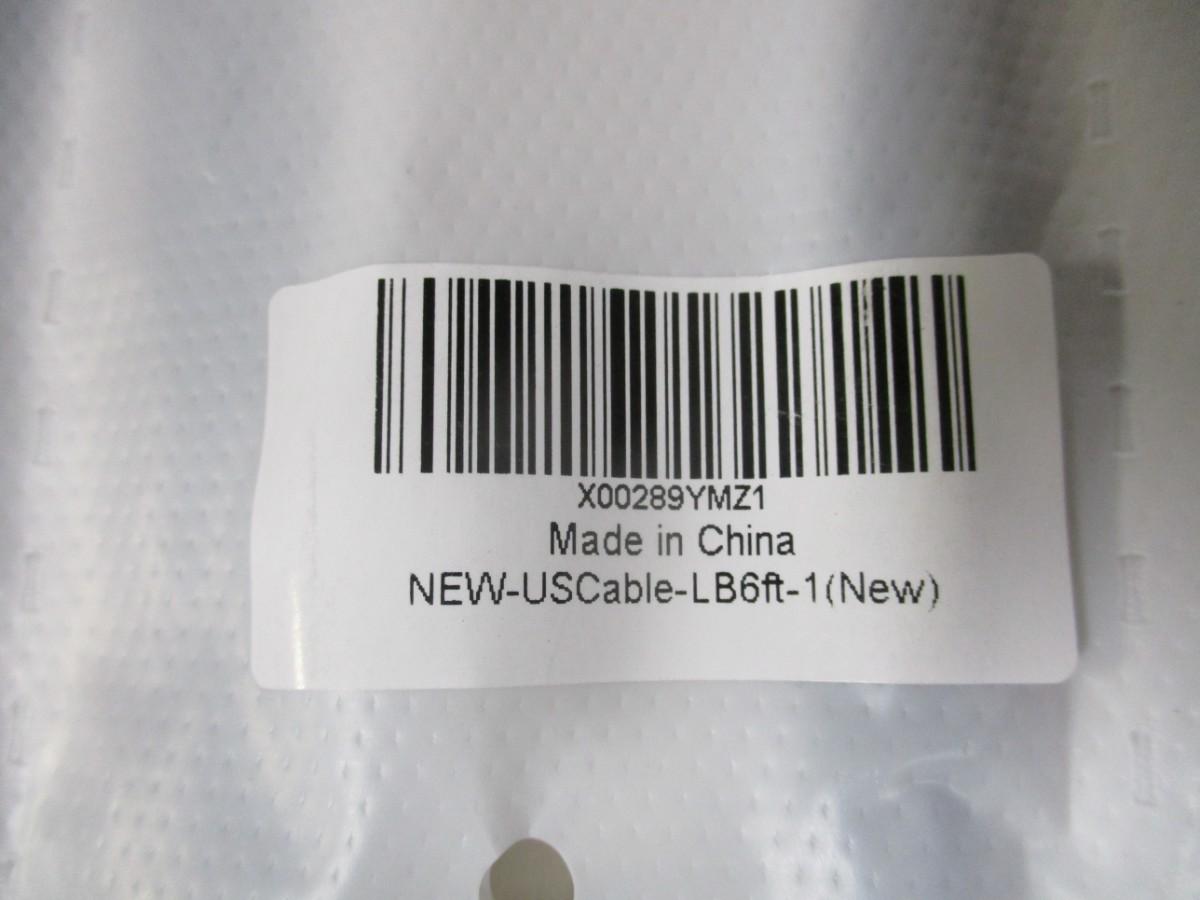 X00289YMZ1
Made in China
NEW-USCable-LB6ft-1(New)